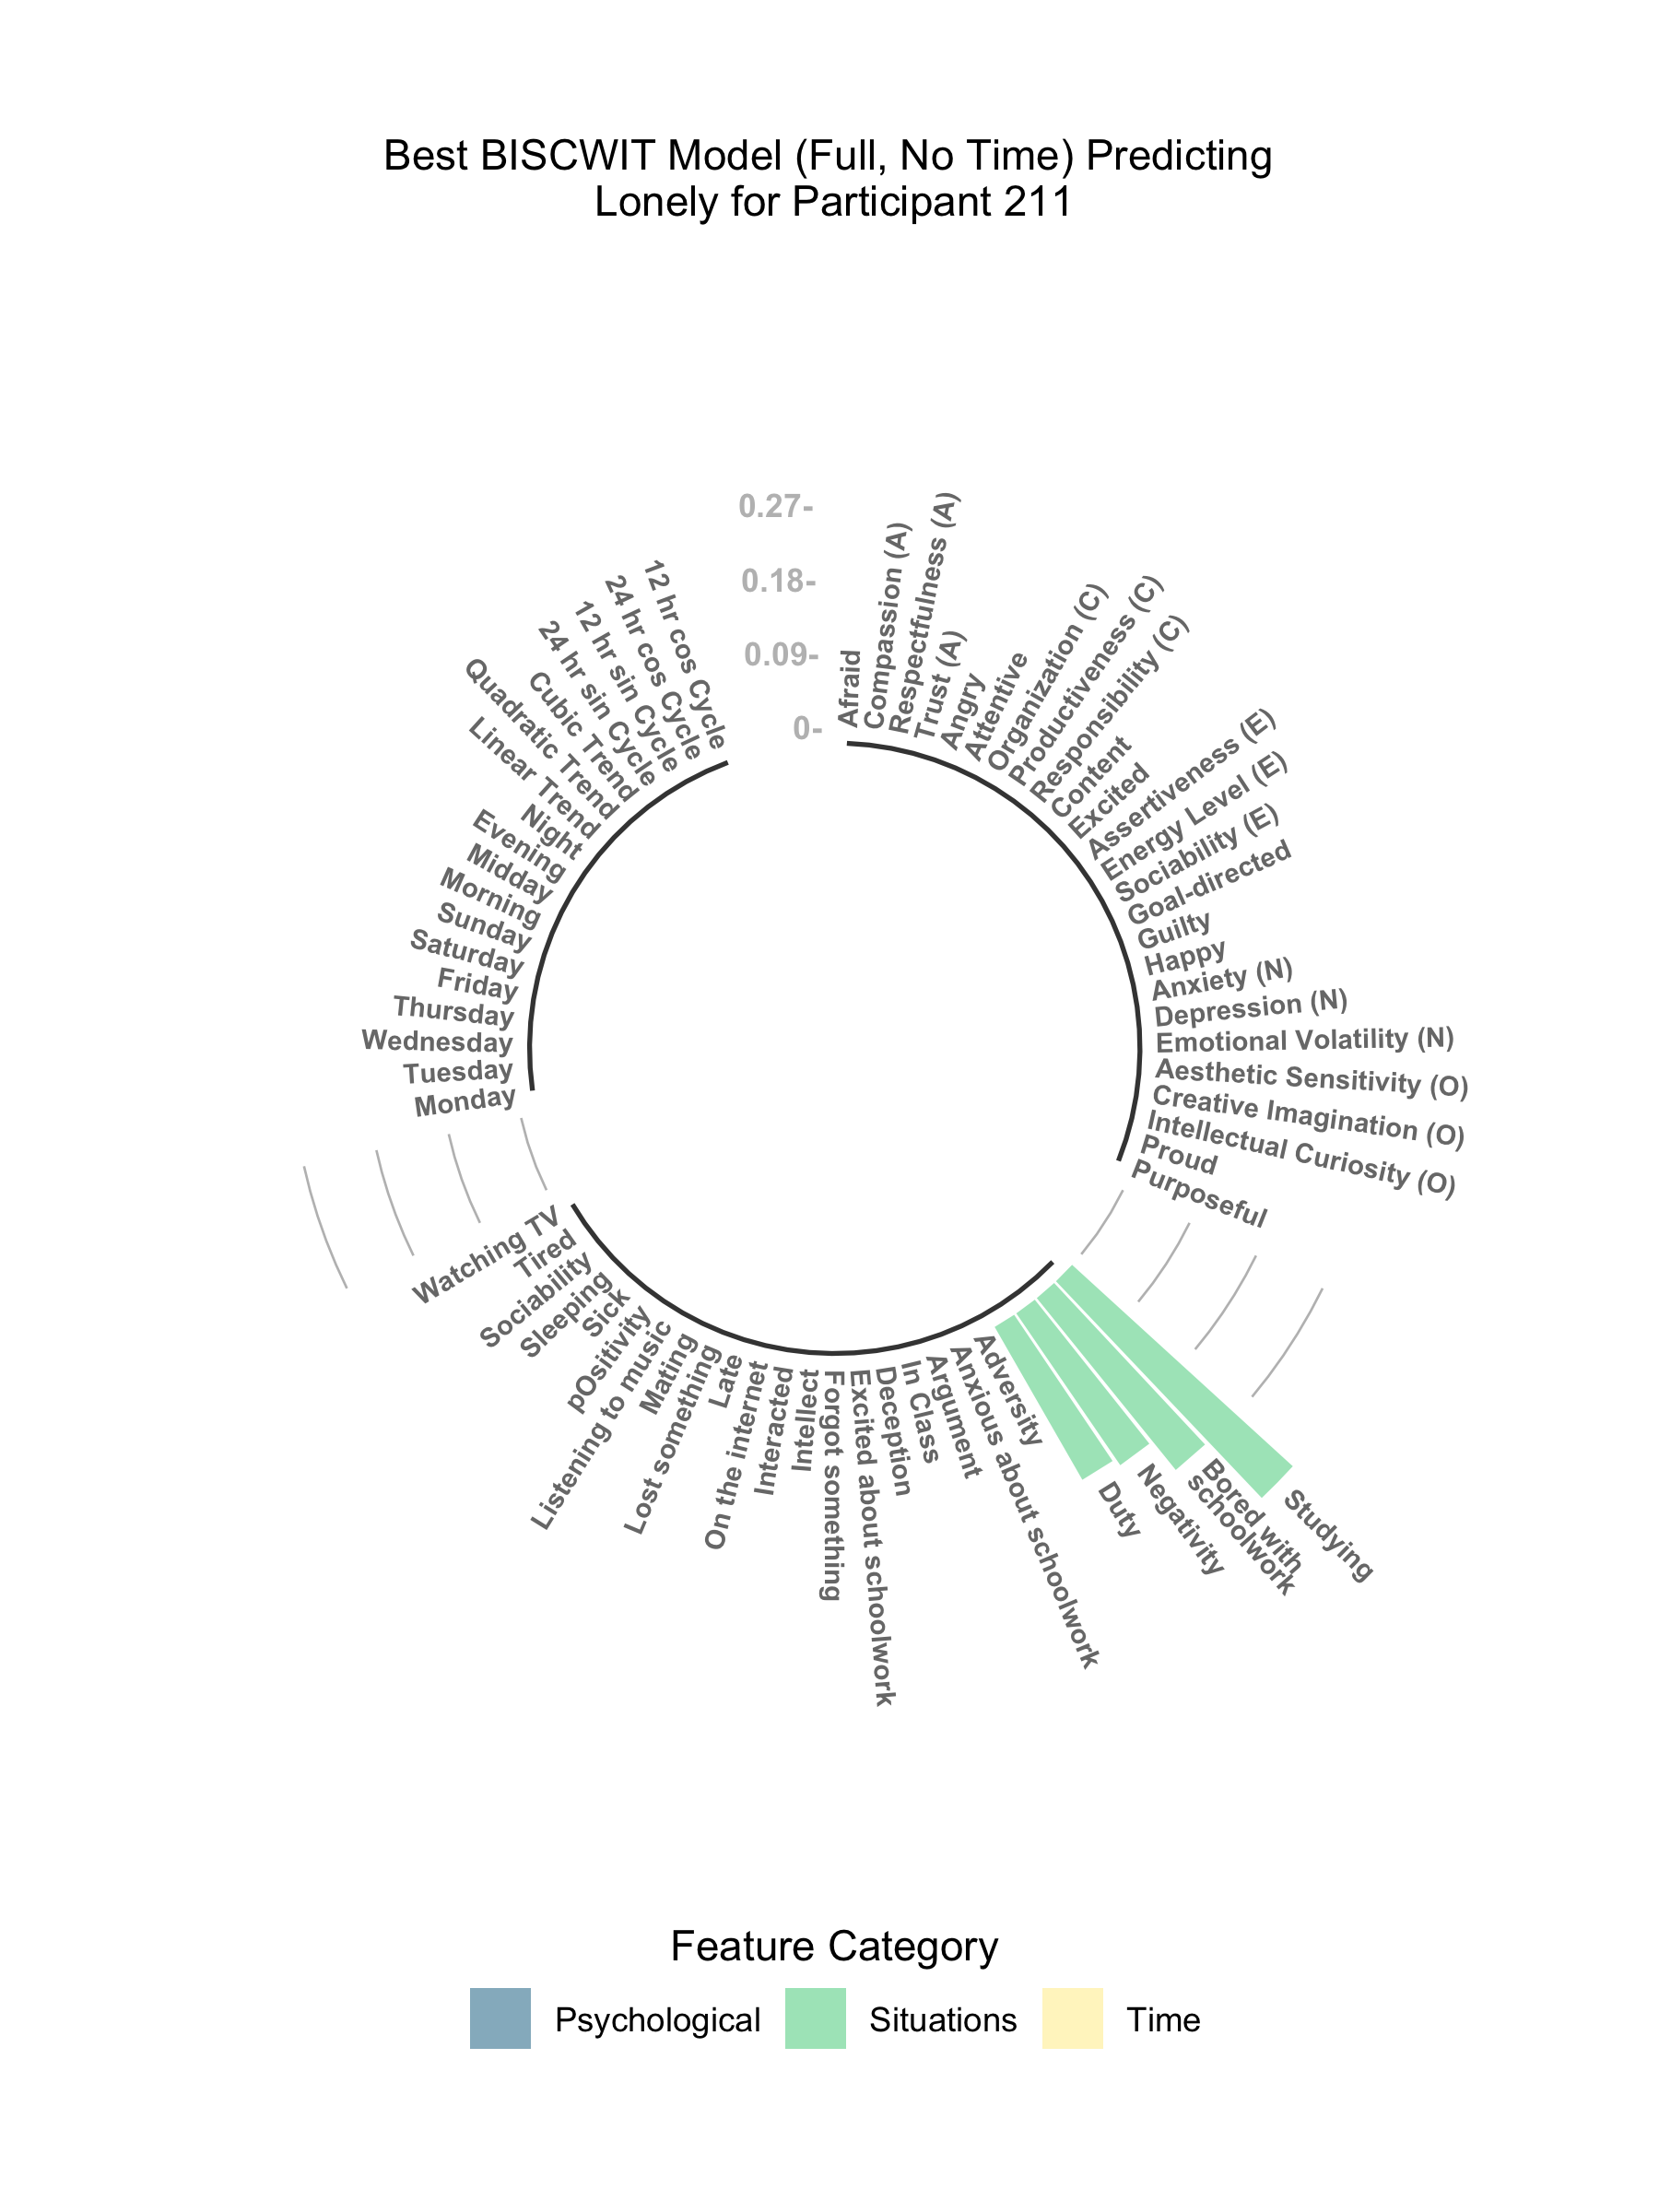 Best BISCWIT Model (Full, No Time) Predicting
Lonely for Participant 211
0.27-
0.18-
0.09-
0-
Afraid
Compassion (A)
Respectfulness (A)
Trust (A)
Angry
Attentive
Organization (C)
Productiveness (C)
Responsibility (C)
Content
Excited
Assertiveness (E)
Energy Level (E)
Sociability (E)
Goal-directed
Guilty
Happy
Anxiety (N)
Depression (N)
Emotional Volatility (N)
Aesthetic Sensitivity (O)
Creative Imagination (O)
Intellectual Curiosity (O)
Proud
Purposeful
Studying
Bored with
schoolwork
Negativity
Duty
Adversity
Anxious about schoolwork
Argument
In Class
Deception
Excited about schoolwork
Forgot something
Intellect
Interacted
On the internet
Late
Lost something
Mating
Listening to music
pOsitivity
Sick
Sleeping
Sociability
Tired
Watching TV
Monday
Tuesday
Wednesday
Thursday
Friday
Saturday
Sunday
Morning
Midday
Evening
Night
Linear Trend
Quadratic Trend
Cubic Trend
24 hr sin Cycle
12 hr sin Cycle
24 hr cos Cycle
12 hr cos Cycle
Feature Category
Psychological
Situations
Time